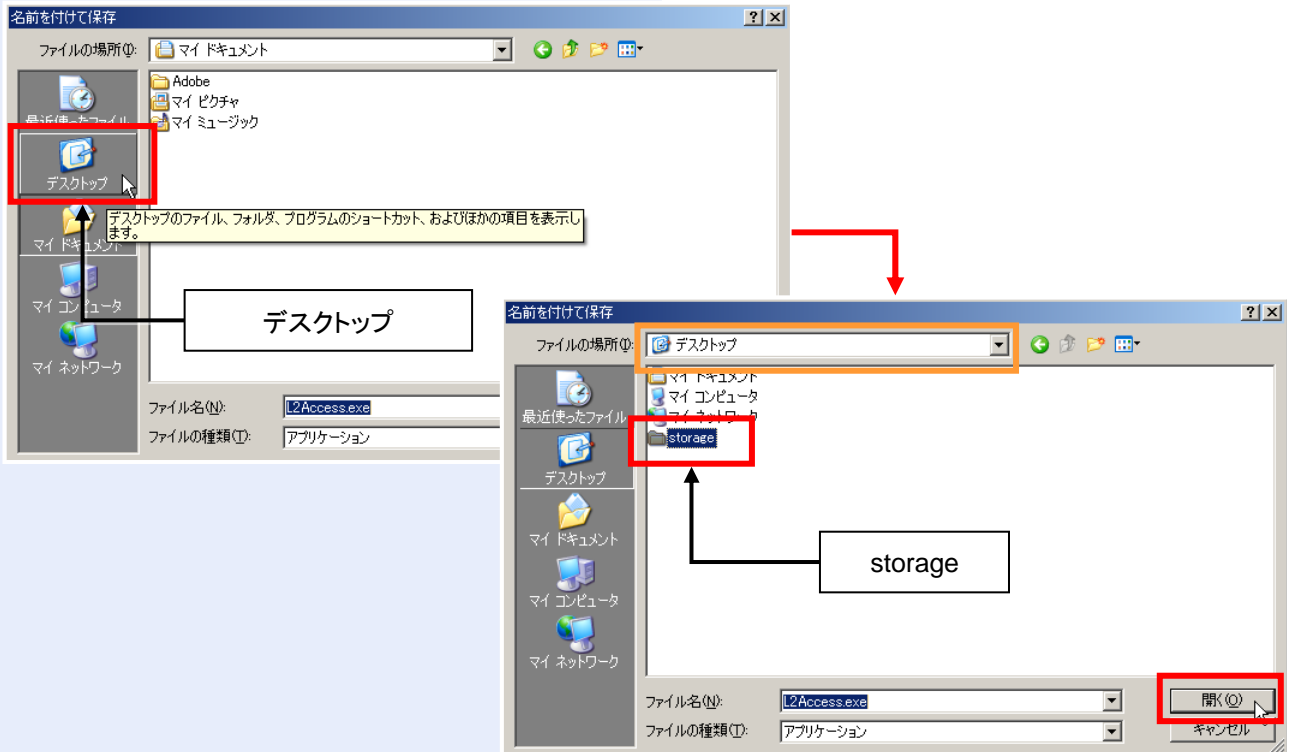 名前を付けて保存
ファイルの場所(I):
マイ ドキュメント
Adobe
マイ ピクチャ
マイ ミュージック
最近使ったファイル
デスクトップ
デスクトップのファイル、フォルダ、プログラムのショートカット、およびほかの項目を表示し
ます。
マイ ドキュメント
マイ コンピュータ
マイ ネットワーク
デスクトップ
ファイル名(N):
L2Access.exe
ファイルの種類(T):
アプリケーション
名前を付けて保存
ファイルの場所(I):
デスクトップ
マイ ドキュメント
マイ コンピュータ
マイ ネットワーク
storage
最近使ったファイル
デスクトップ
マイ ドキュメント
マイ コンピュータ
マイ ネットワーク
storage
ファイル名(N):
L2Access.exe
開く(O)
ファイルの種類(T):
アプリケーション
キャンセル